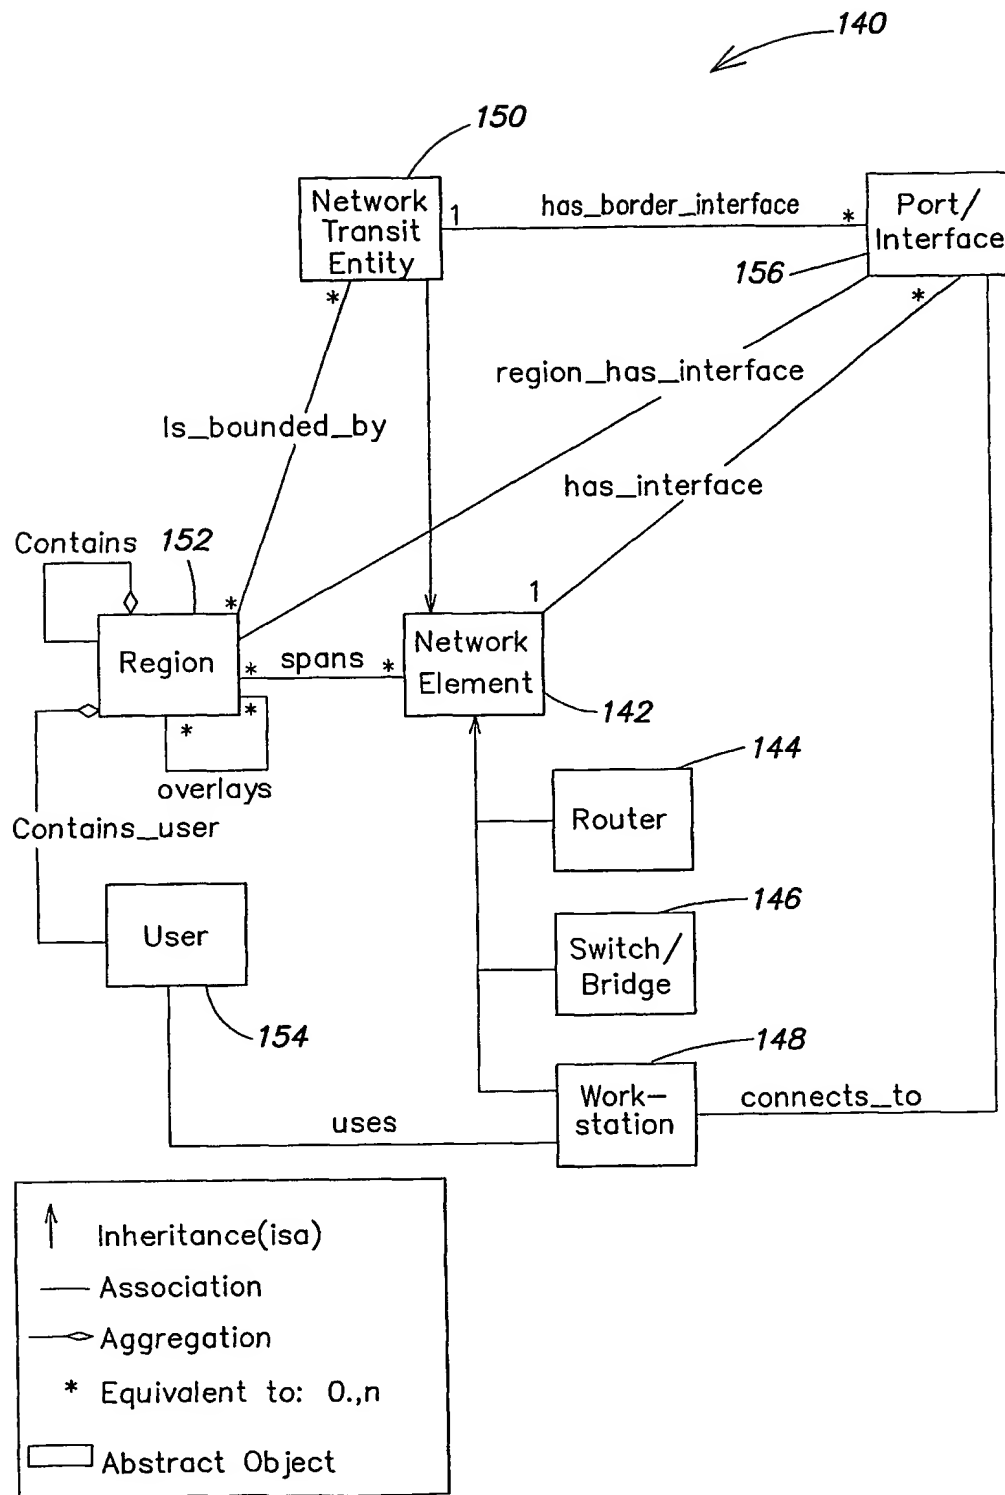 140
150
Network
Transit
Entity
1
has_border_interface
*
Port/
Interface
156
*
*
region_has_interface
Is_bounded_by
has_interface
Contains
152
*
1
Region
*
spans
*
Network
Element
142
*
*
overlays
Contains_user
144
Router
User
154
146
Switch/
Bridge
148
Work-
station
connects_to
uses
Inheritance(isa)
Association
Aggregation
* Equivalent to: 0.,n
Abstract Object